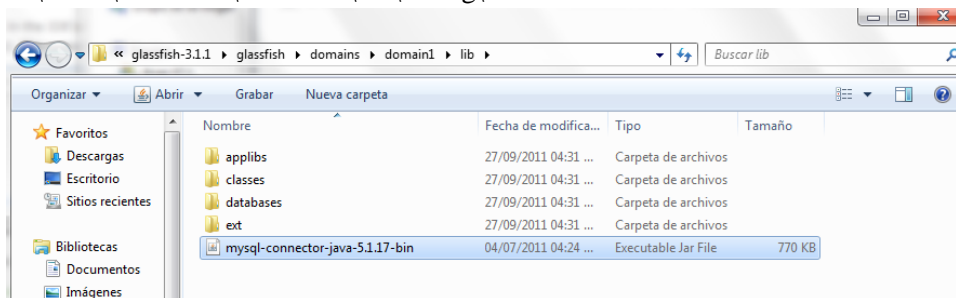 « glassfish-3.1.1 ▸ glassfish ▸ domains ▸ domain1 ▸ lib ▸
Buscar lib
Organizar
Abrir
Grabar
Nueva carpeta
Favoritos
Descargas
Escritorio
Sitios recientes
Bibliotecas
Documentos
Imágenes
Nombre Fecha de modifica... Tipo Tamaño
applibs 27/09/2011 04:31 ... Carpeta de archivos
classes 27/09/2011 04:31 ... Carpeta de archivos
databases 27/09/2011 04:31 ... Carpeta de archivos
ext 27/09/2011 04:31 ... Carpeta de archivos
mysql-connector-java-5.1.17-bin 04/07/2011 04:24 ... Executable Jar File 770 KB